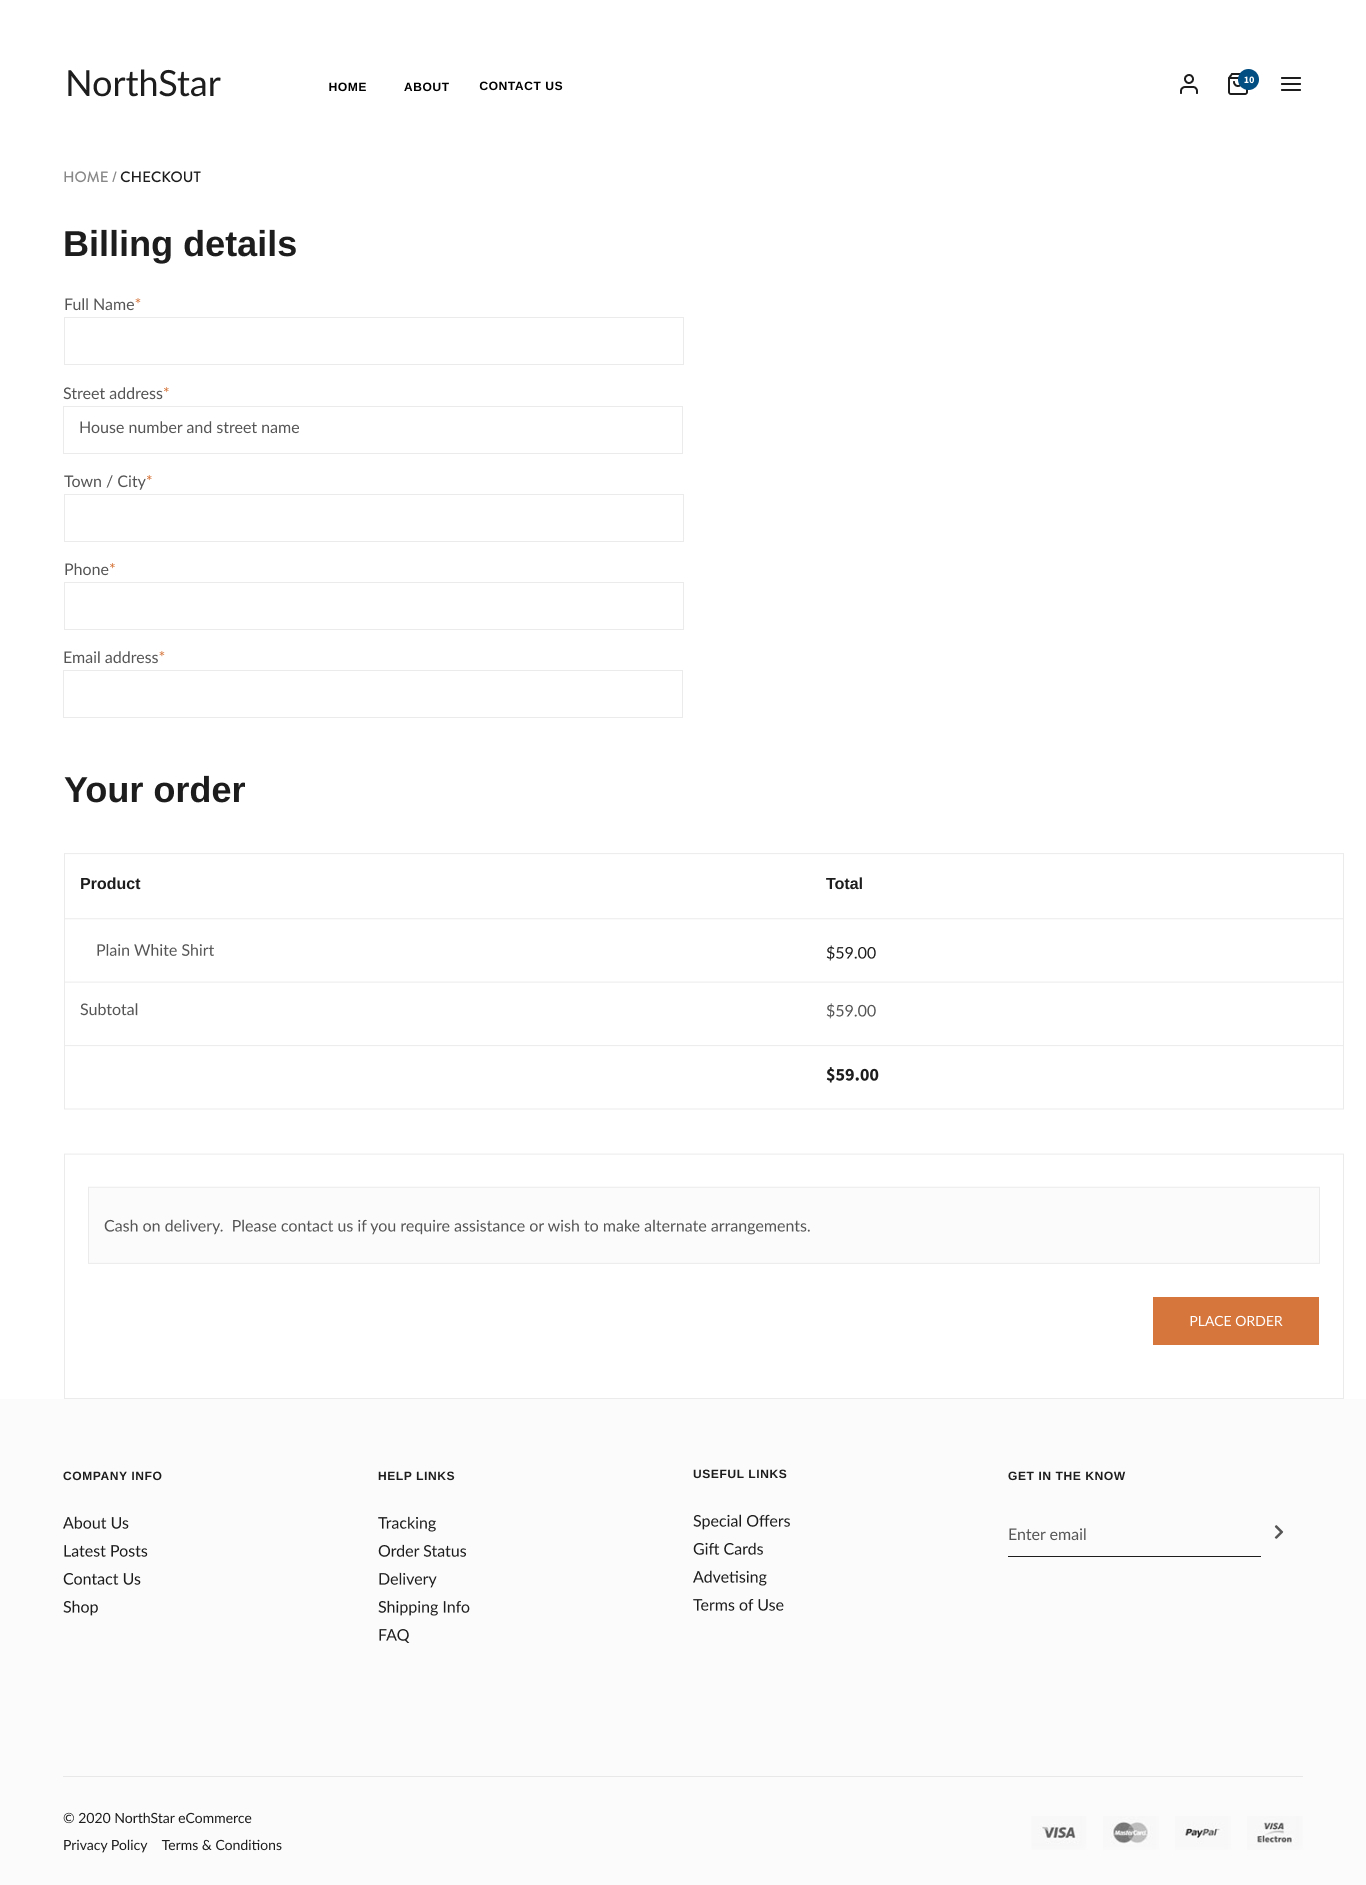 NorthStar
HOME ABOUT CONTACT US
10
HOME / CHECKOUT
Billing details
Full Name*
Street address*
House number and street name
Town / City*
Phone*
Email address*
Your order
Product Total
Plain White Shirt $59.00
Subtotal $59.00
$59.00
Cash on delivery.  Please contact us if you require assistance or wish to make alternate arrangements.
PLACE ORDER
COMPANY INFO
About Us
Latest Posts
Contact Us
Shop
HELP LINKS
Tracking
Order Status
Delivery
Shipping Info
FAQ
USEFUL LINKS
Special Offers
Gift Cards
Advetising
Terms of Use
GET IN THE KNOW
Enter email
© 2020 NorthStar eCommerce
Privacy Policy Terms & Conditions
VISA MasterCard PayPal VISA
Electron